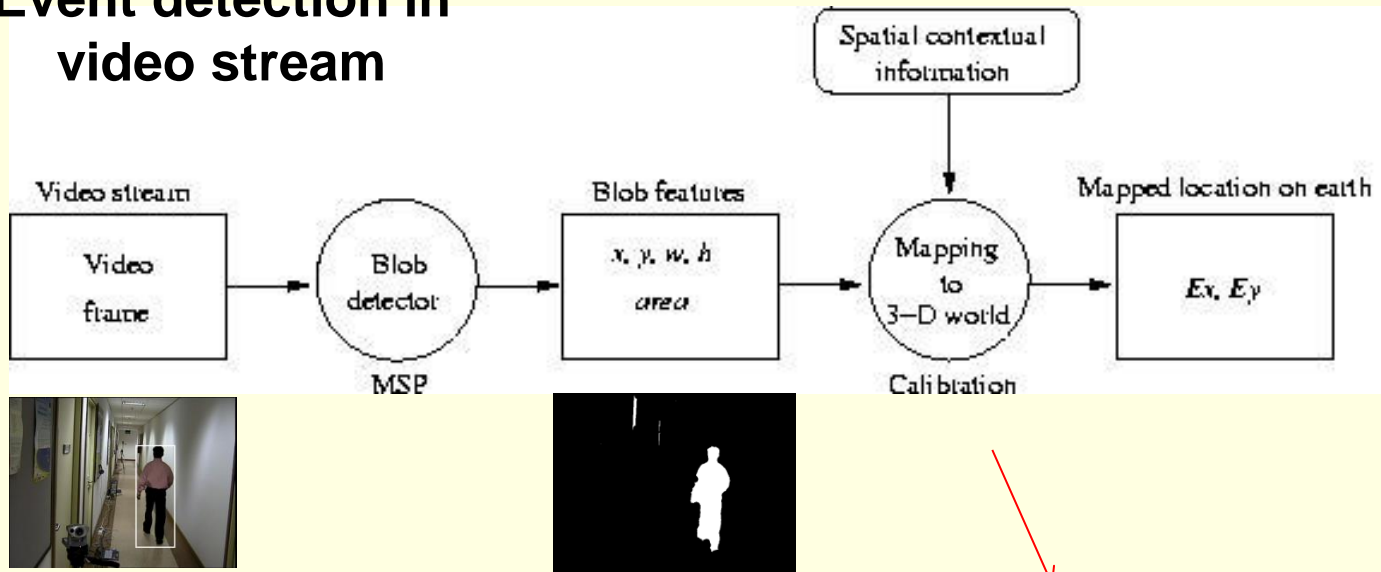 Event detection in
video stream
Spatial contextual
information
Video stream
Blob features
Mapped location on earth
Video
frame
Blob
detector
x, y, w, h
area
Mapping
to
3-D world
Ex, Ey
MSP
Calibration